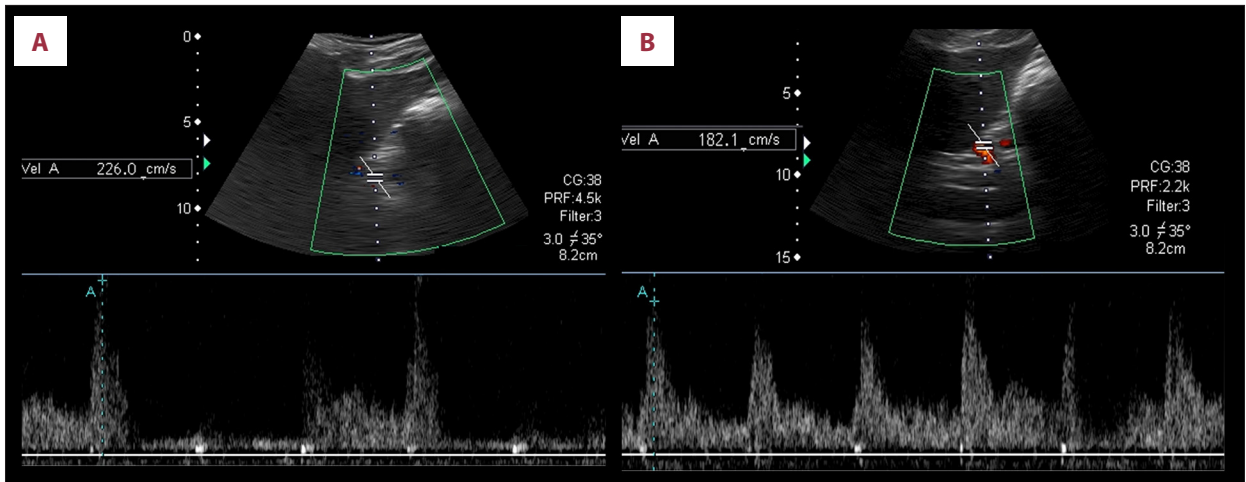 A
0
5
10
Vel A 226.0 cm/s
CG:38
PRF:4.5k
Filter:3
3.0 ≠35°
8.2cm
A
B
5
10
15
Vel A 182.1 cm/s
CG:38
PRF:2.2k
Filter:3
3.0 ≠35°
8.2cm
A